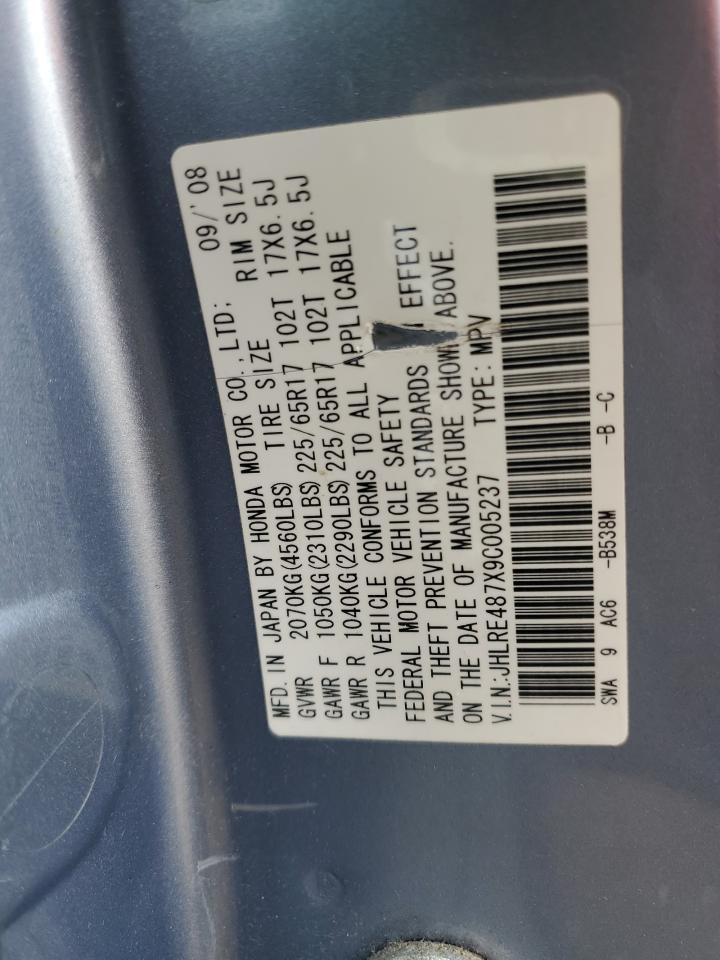 MFD. IN JAPAN BY HONDA MOTOR CO., LTD: 09/'08
GVWR 2070KG(4560LBS) TIRE SIZE RIM SIZE
GAWR F 1050KG(2310LBS) 225/65R17 102T 17X6.5J
GAWR R 1040KG(2290LBS) 225/65R17 102T 17X6.5J
THIS VEHICLE CONFORMS TO ALL APPLICABLE
FEDERAL MOTOR VEHICLE SAFETY
AND THEFT PREVENTION STANDARDS EFFECT
ON THE DATE OF MANUFACTURE SHOWN ABOVE.
V.I.N.:JHLRE487X9C005237 TYPE: MPV
SWA 9 AC6 -B538M -B -C